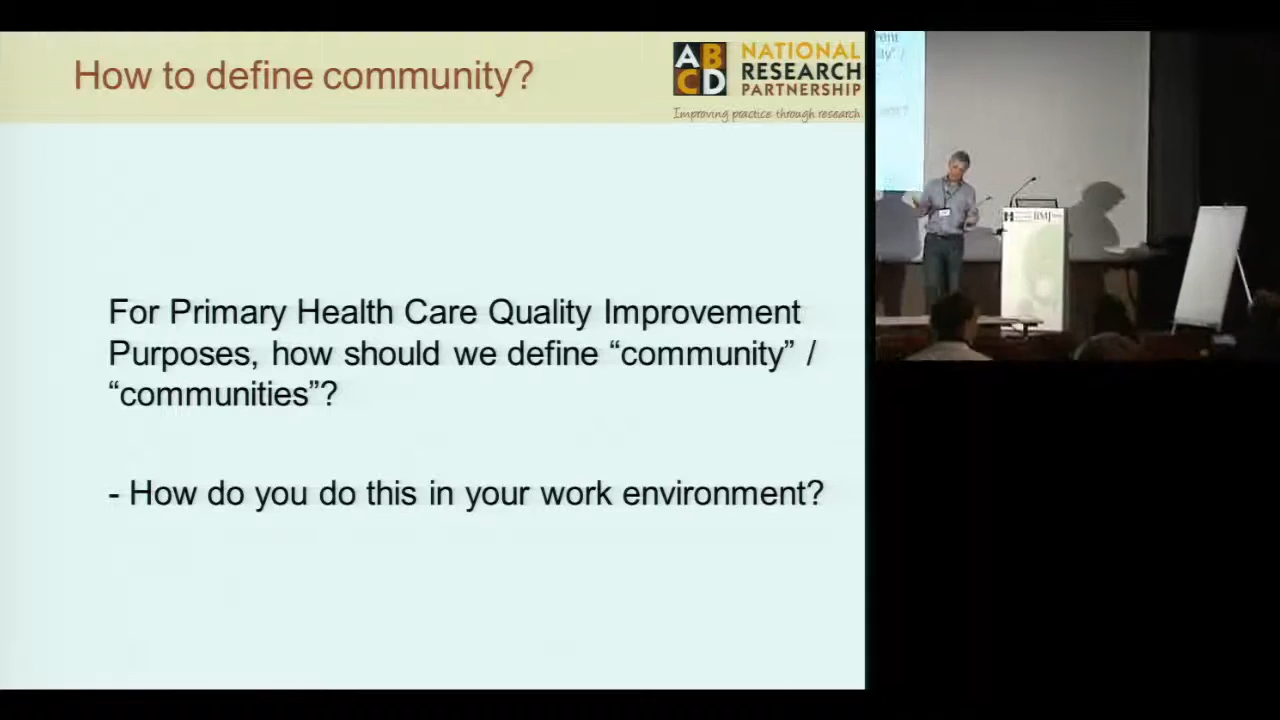 How to define community?
ABCD
NATIONAL
RESEARCH
PARTNERSHIP
Improving practice through research
For Primary Health Care Quality Improvement
Purposes, how should we define “community” /
“communities”?
- How do you do this in your work environment?
BMJ